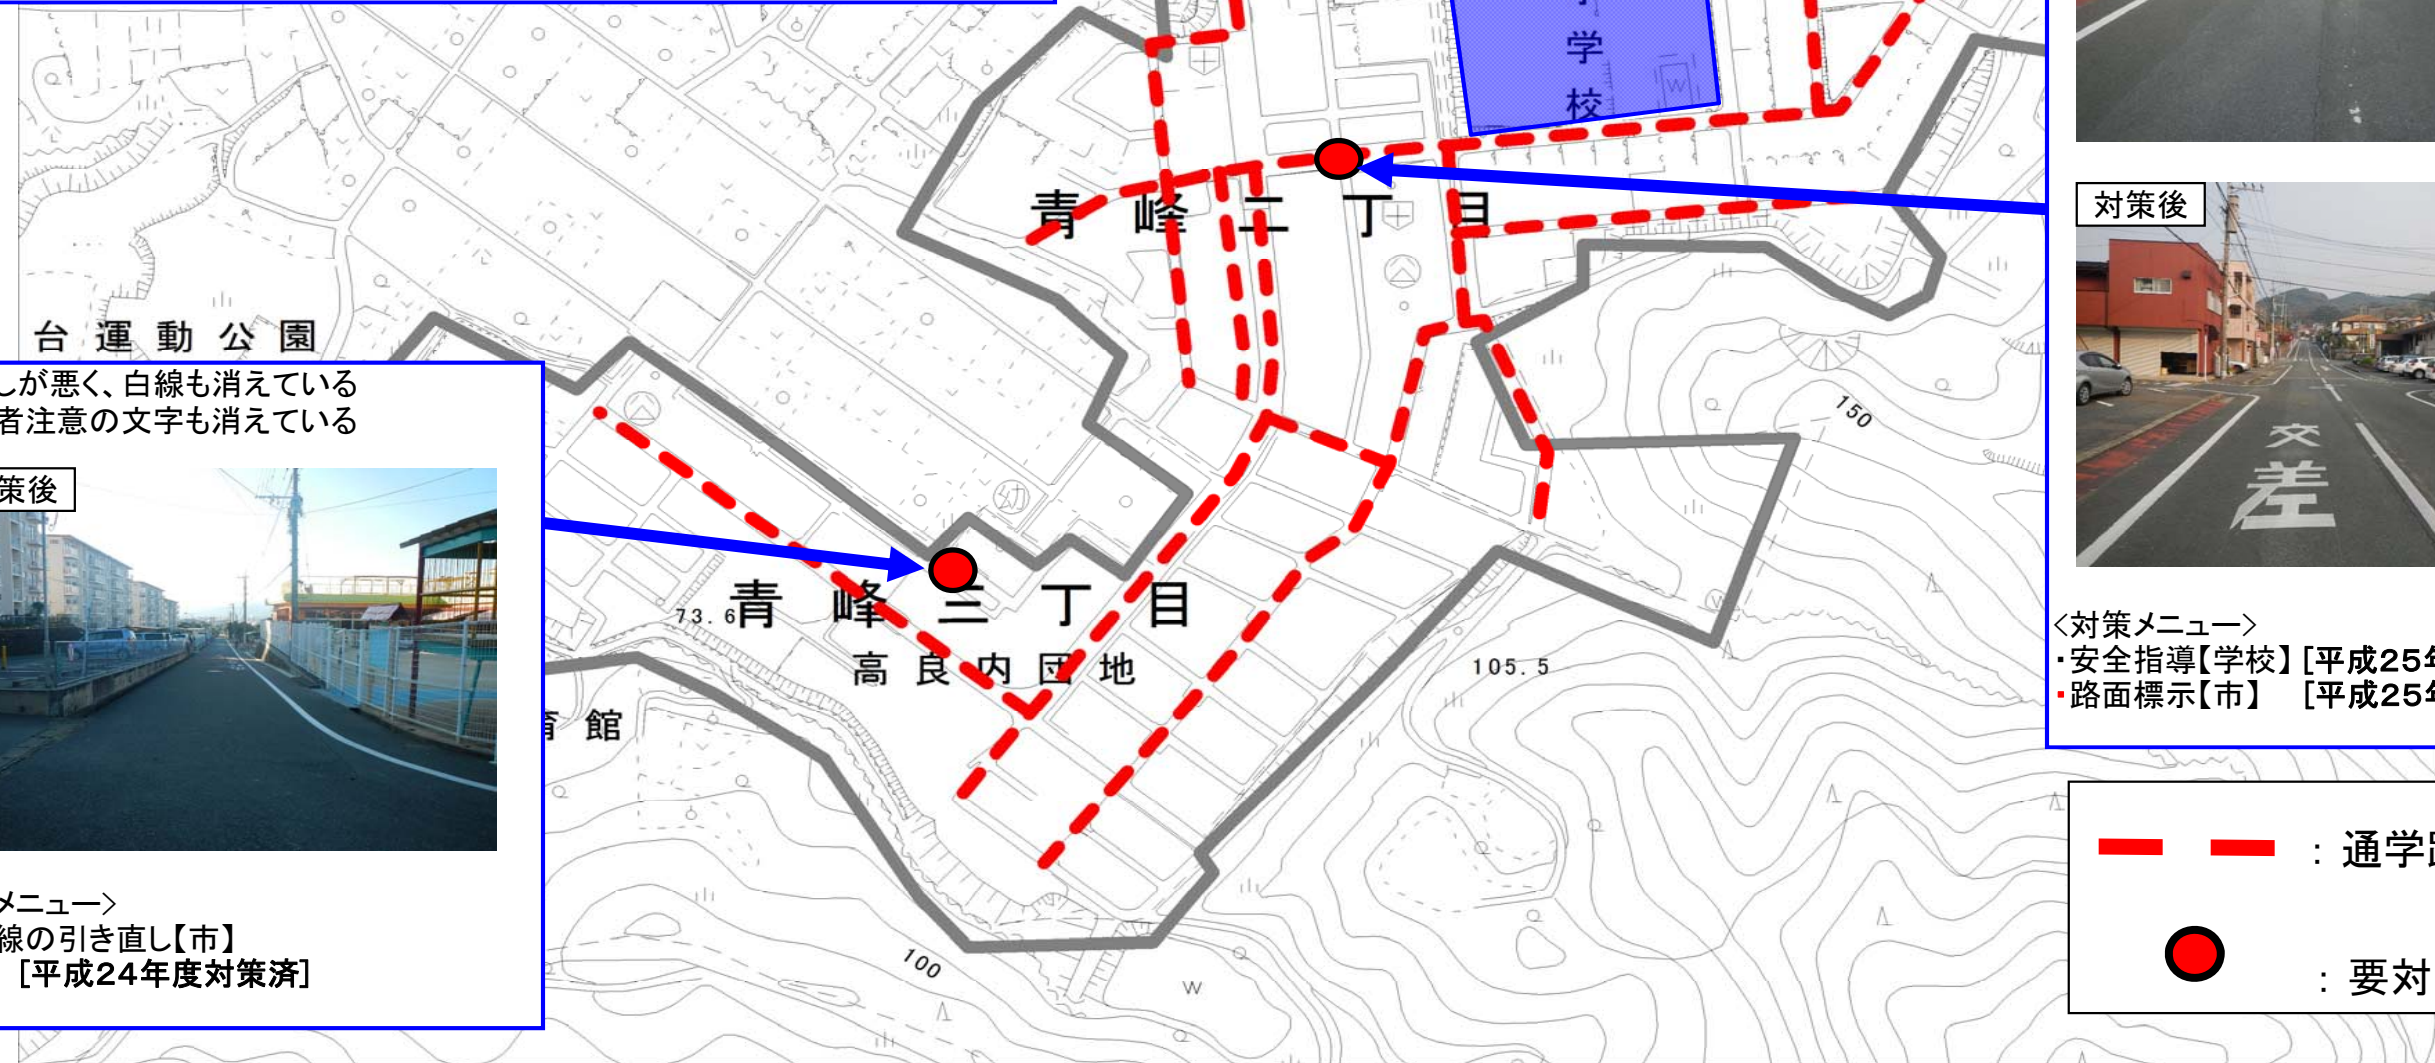 学
校
青峰二丁目
台運動公園
しが悪く、白線も消えている
者注意の文字も消えている
策後
メニュー>
線の引き直し【市】
[平成24年度対策済]
幼
73.6
青峰三丁目
高良内団地
館
105.5
150
100
W
W
対策後
交
差
<対策メニュー>
・安全指導【学校】[平成25年
・路面標示【市】 [平成25年
: 通学
: 要対